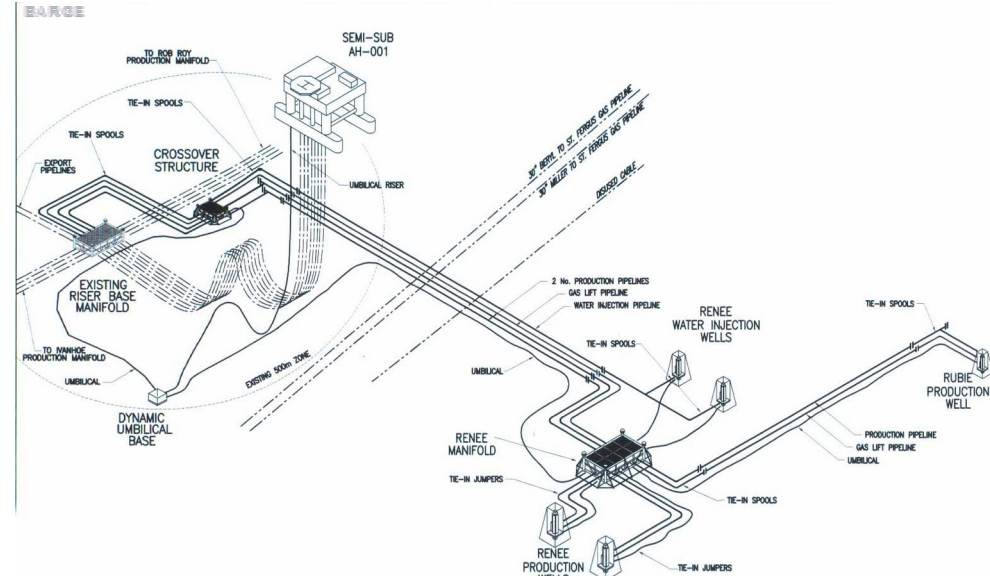 BARGE
SEMI-SUB
AH-001
TO ROB ROY
PRODUCTION MANIFOLD
TIE-IN SPOOLS
TIE-IN SPOOLS
CROSSOVER
STRUCTURE
EXPORT
PIPELINES
UMBILICAL RISER
30" BERYL TO ST. FERGUS GAS PIPELINE
30" MILLER TO ST. FERGUS GAS PIPELINE
DISUSED CABLE
EXISTING
RISER BASE
MANIFOLD
2 No. PRODUCTION PIPELINES
GAS LIFT PIPELINE
WATER INJECTION PIPELINE
RENEE
WATER INJECTION
WELLS
TIE-IN SPOOLS
TIE-IN SPOOLS
TO IVANHOE
PRODUCTION MANIFOLD
UMBILICAL
EXISTING 500m ZONE
UMBILICAL
RUBIE
PRODUCTION
WELL
DYNAMIC
UMBILICAL
BASE
RENEE
MANIFOLD
PRODUCTION PIPELINE
GAS LIFT PIPELINE
UMBILICAL
TIE-IN JUMPERS
TIE-IN SPOOLS
RENEE
PRODUCTION
WELLS
TIE-IN JUMPERS